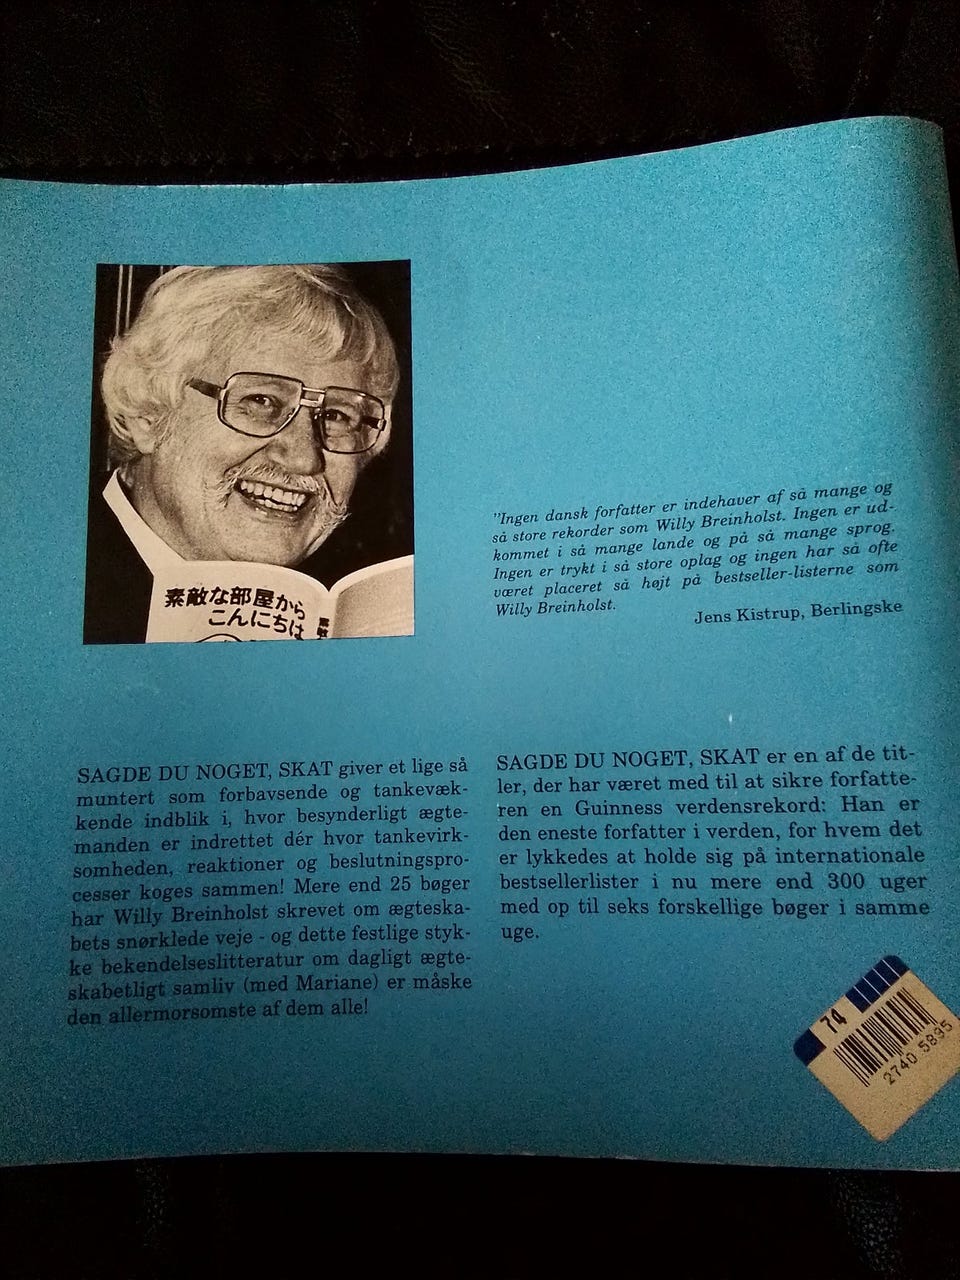 素敵な部屋から
こんにちは
"Ingen dansk forfatter er indehaver af så mange og
så store rekorder som Willy Breinholst. Ingen er ud-
kommet i så mange lande og på så mange sprog.
Ingen er trykt i så store oplag og ingen har så ofte
været placeret så højt på bestseller-listerne som
Willy Breinholst.
Jens Kistrup, Berlingske
SAGDE DU NOGET, SKAT giver et lige så
muntert som forbavsende og tankevæk-
kende indblik i, hvor besynderligt ægte-
manden er indrettet dér hvor tankevirk-
somheden, reaktioner og beslutningspro-
cesser koges sammen! Mere end 25 bøger
har Willy Breinholst skrevet om ægteska-
bets snørklede veje - og dette festlige styk-
ke bekendelseslitteratur om dagligt ægte-
skabetligt samliv (med Mariane) er måske
den allermorsomste af dem alle!
SAGDE DU NOGET, SKAT er en af de tit-
ler, der har været med til at sikre forfatte-
ren en Guinness verdensrekord: Han er
den eneste forfatter i verden, for hvem det
er lykkedes at holde sig på internationale
bestsellerlister i nu mere end 300 uger
med op til seks forskellige bøger i samme
uge.
74
2740 5895